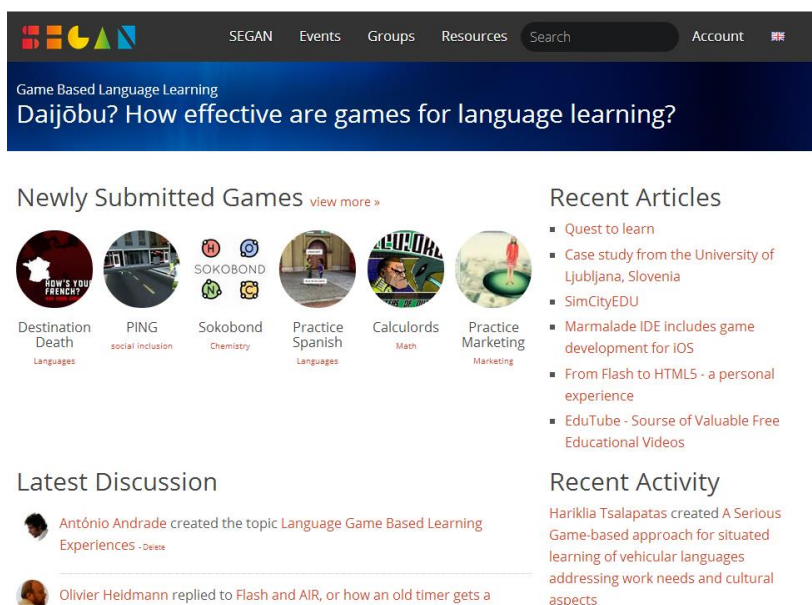 SEGAN
SEGAN Events Groups Resources Search Account
Game Based Language Learning
Daijōbu? How effective are games for language learning?
Newly Submitted Games view more »
HOW'S YOUR
FRENCH?
Destination
Death
Languages
PING
social inclusion
H O
SOKOBOND
N C
Sokobond
Chemistry
Practice
Spanish
Languages
Calculords
Math
Practice
Marketing
Marketing
Recent Articles
Quest to learn
Case study from the University of
Ljubljana, Slovenia
SimCityEDU
Marmalade IDE includes game
development for iOS
From Flash to HTML5 - a personal
experience
EduTube - Sourse of Valuable Free
Educational Videos
Latest Discussion
António Andrade created the topic Language Game Based Learning
Experiences - Delete
Olivier Heidmann replied to Flash and AIR, or how an old timer gets a
Recent Activity
Hariklia Tsalapatas created A Serious
Game-based approach for situated
learning of vehicular languages
addressing work needs and cultural
aspects